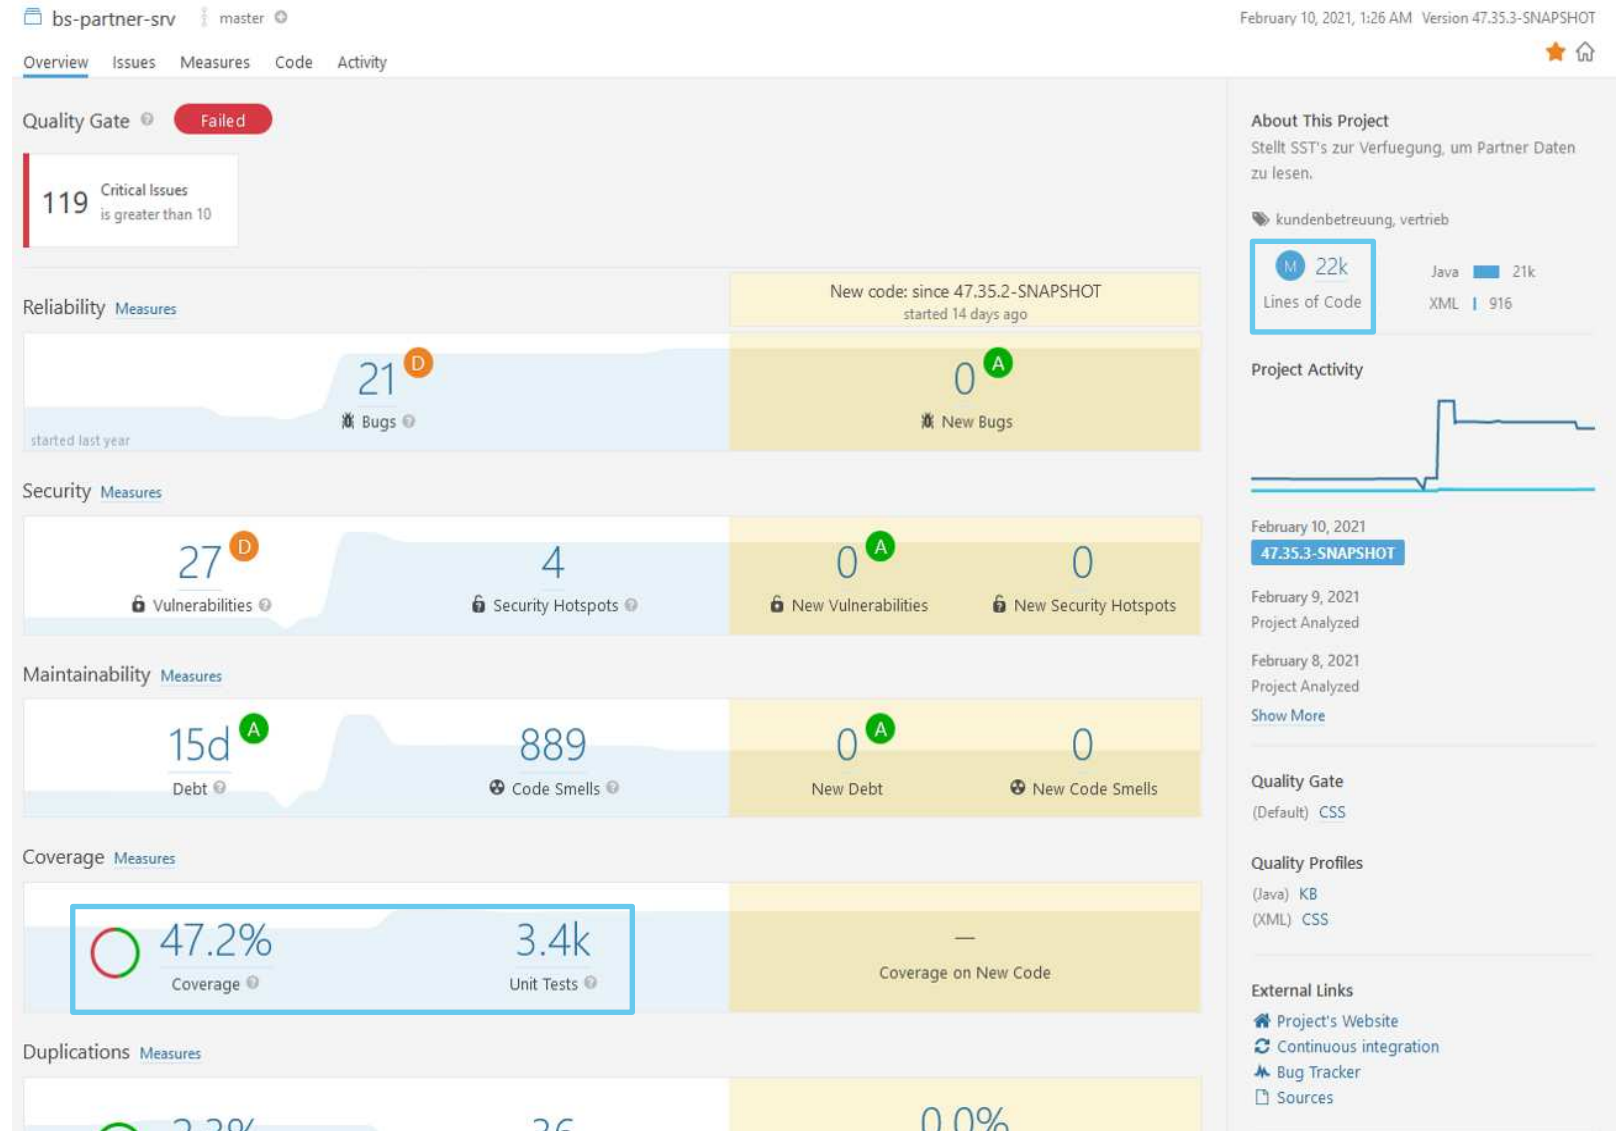 bs-partner-srv master
February 10, 2021, 1:26 AM Version 47.35.3-SNAPSHOT
Overview Issues Measures Code Activity
Quality Gate Failed
119 Critical Issues
is greater than 10
Reliability Measures
New code: since 47.35.2-SNAPSHOT
started 14 days ago
21 D
Bugs
started last year
0 A
New Bugs
Security Measures
27 D
Vulnerabilities
4
Security Hotspots
0 A
New Vulnerabilities
0
New Security Hotspots
Maintainability Measures
15d A
Debt
889
Code Smells
0 A
New Debt
0
New Code Smells
Coverage Measures
47.2%
Coverage
3.4k
Unit Tests
—
Coverage on New Code
Duplications Measures
0.0%
About This Project
Stellt SST's zur Verfuegung, um Partner Daten
zu lesen.
kundenbetreuung, vertrieb
M 22k
Lines of Code
Java 21k
XML 916
Project Activity
February 10, 2021
47.35.3-SNAPSHOT
February 9, 2021
Project Analyzed
February 8, 2021
Project Analyzed
Show More
Quality Gate
(Default) CSS
Quality Profiles
(Java) KB
(XML) CSS
External Links
Project's Website
Continuous integration
Bug Tracker
Sources